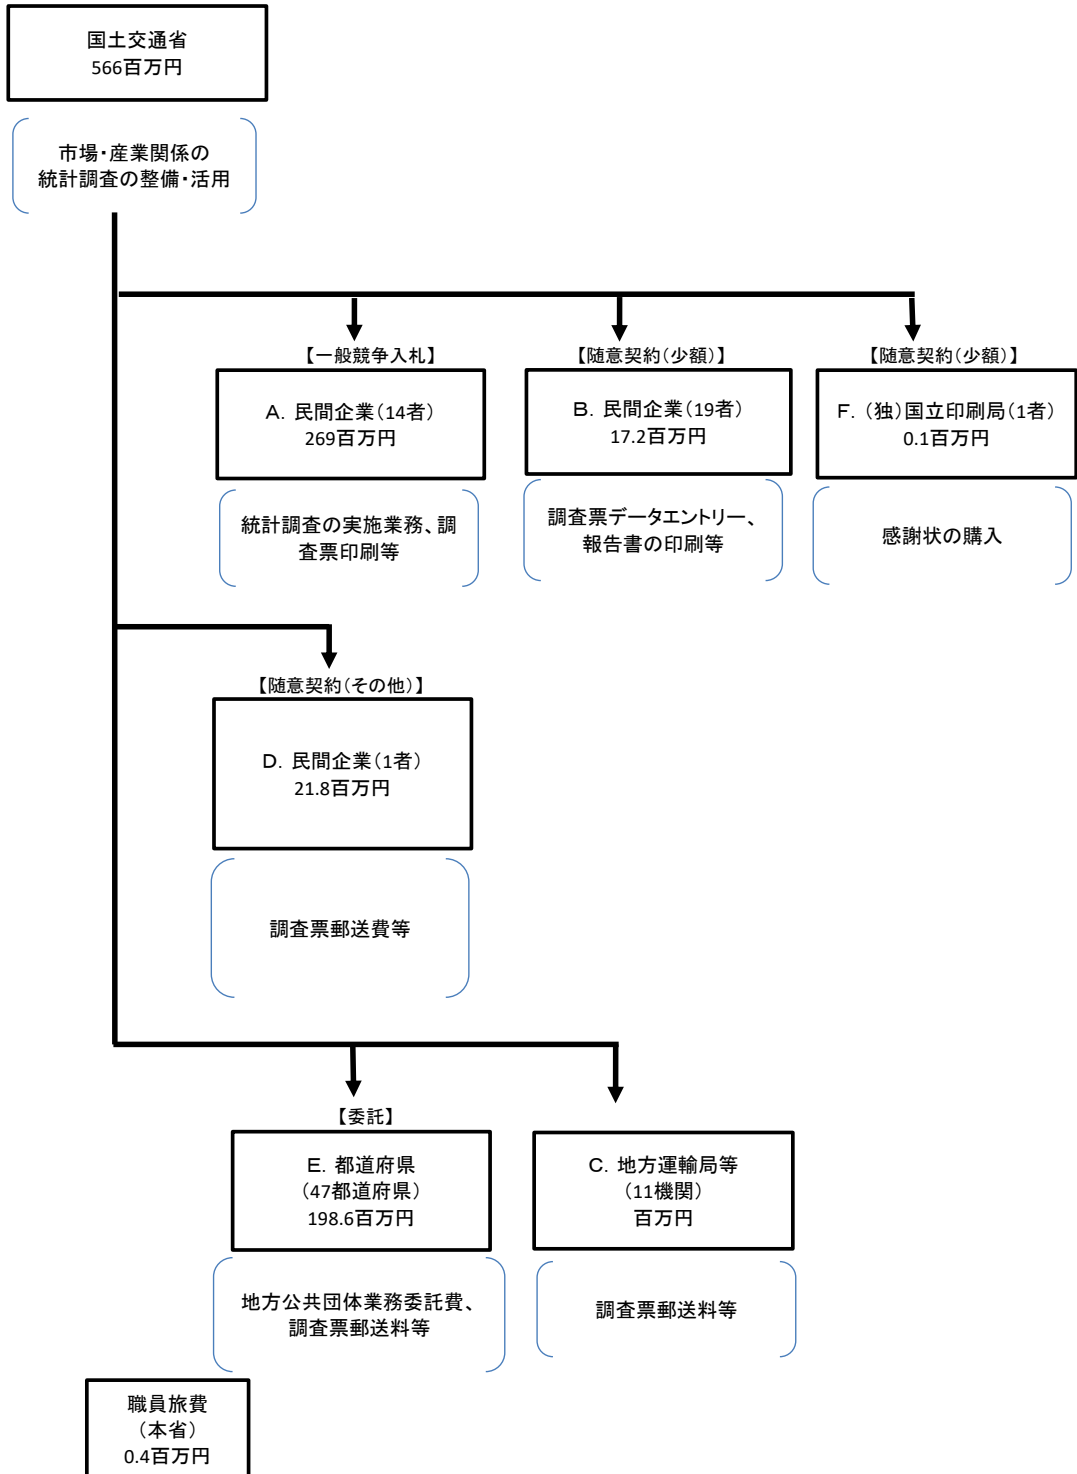 国土交通省
566百万円
市場・産業関係の
統計調査の整備・活用
【一般競争入札】
A. 民間企業（14者）
269百万円
統計調査の実施業務、調
査票印刷等
【随意契約（少額）】
B. 民間企業（19者）
17.2百万円
調査票データエントリー、
報告書の印刷等
【随意契約（少額）】
F. （独）国立印刷局（1者）
0.1百万円
感謝状の購入
【随意契約（その他）】
D. 民間企業（1者）
21.8百万円
調査票郵送費等
【委託】
E. 都道府県
（47都道府県）
198.6百万円
地方公共団体業務委託費、
調査票郵送料等
C. 地方運輸局等
（11機関）
百万円
調査票郵送料等
職員旅費
（本省）
0.4百万円